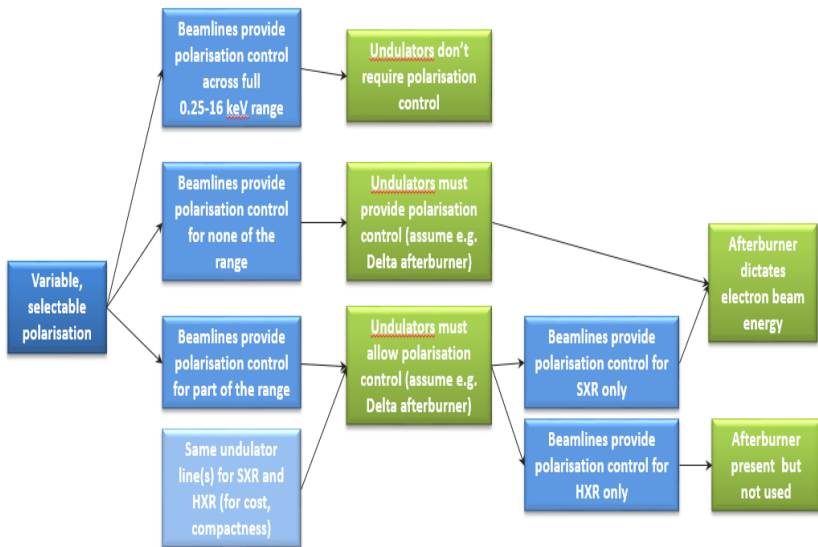 Beamlines provide
polarisation control
across full
0.25-16 keV range
Undulators don't
require polarisation
control
Beamlines provide
polarisation control
for none of the
range
Undulators must
provide polarisation
control (assume e.g.
Delta afterburner)
Afterburner
dictates
electron beam
energy
Variable,
selectable
polarisation
Beamlines provide
polarisation control
for part of the range
Undulators must
allow polarisation
control (assume e.g.
Delta afterburner)
Beamlines provide
polarisation control for
SXR only
Same undulator
line(s) for SXR and
HXR (for cost,
compactness)
Beamlines provide
polarisation control for
HXR only
Afterburner
present but
not used